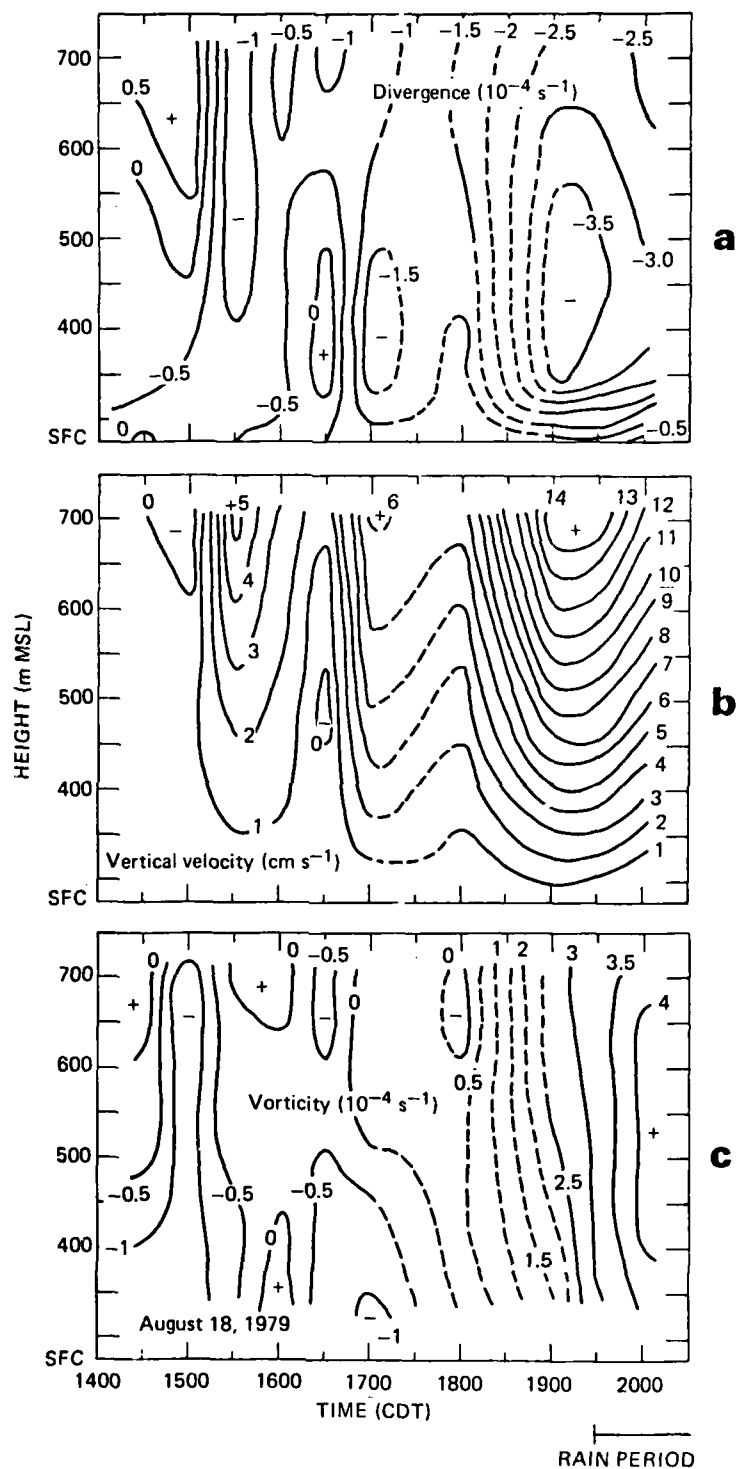 -1 -0.5 -1 -1 -1.5 -2 -2.5 -2.5
700
Divergence (10⁻⁴ s⁻¹)
0.5
+
600
0
500
−
-3.5
a
-3.0
-1.5
−
0
400
−
+
-0.5
-0.5
0
-0.5
SFC
0 +5 6 14 13 12
700
− + +
11
4
10
600
9
3
8
HEIGHT (m MSL)
7
500
b
2
−
6
0
5
400
4
3
1
2
Vertical velocity (cm s⁻¹)
1
SFC
0 0 -0.5 0 1 2 3 3.5
700
+ − + − 0 − 4
600
0.5
Vorticity (10⁻⁴ s⁻¹)
+
500
c
-0.5 -0.5 -0.5 2.5
0
400
-1
1.5
+
August 18, 1979
−
-1
SFC
1400 1500 1600 1700 1800 1900 2000
TIME (CDT)
RAIN PERIOD